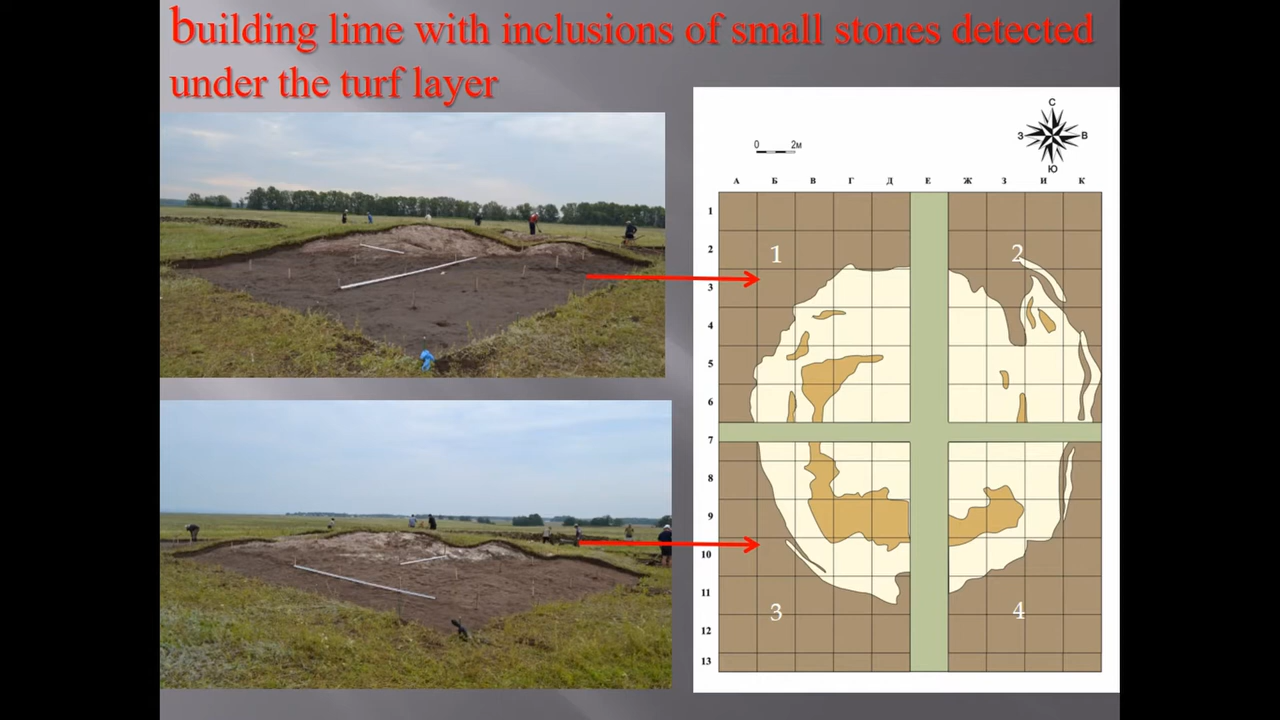 building lime with inclusions of small stones detected
under the turf layer
С
З В
Ю
0 2м
А Б В Г Д Е Ж З И К
1
2
3
4
5
6
7
8
9
10
11
12
13
1
2
3
4